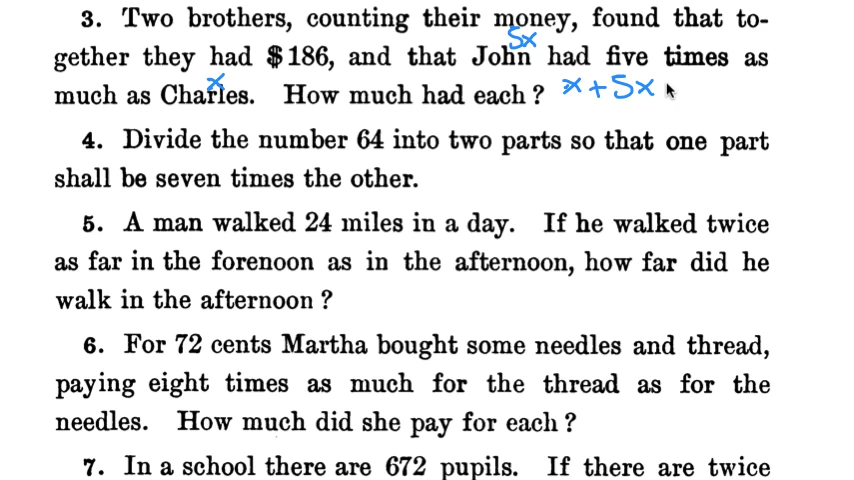 3. Two brothers, counting their money, found that to-
5x
gether they had $186, and that John had five times as
x
much as Charles. How much had each? x+5x
4. Divide the number 64 into two parts so that one part
shall be seven times the other.
5. A man walked 24 miles in a day. If he walked twice
as far in the forenoon as in the afternoon, how far did he
walk in the afternoon?
6. For 72 cents Martha bought some needles and thread,
paying eight times as much for the thread as for the
needles. How much did she pay for each?
7. In a school there are 672 pupils. If there are twice